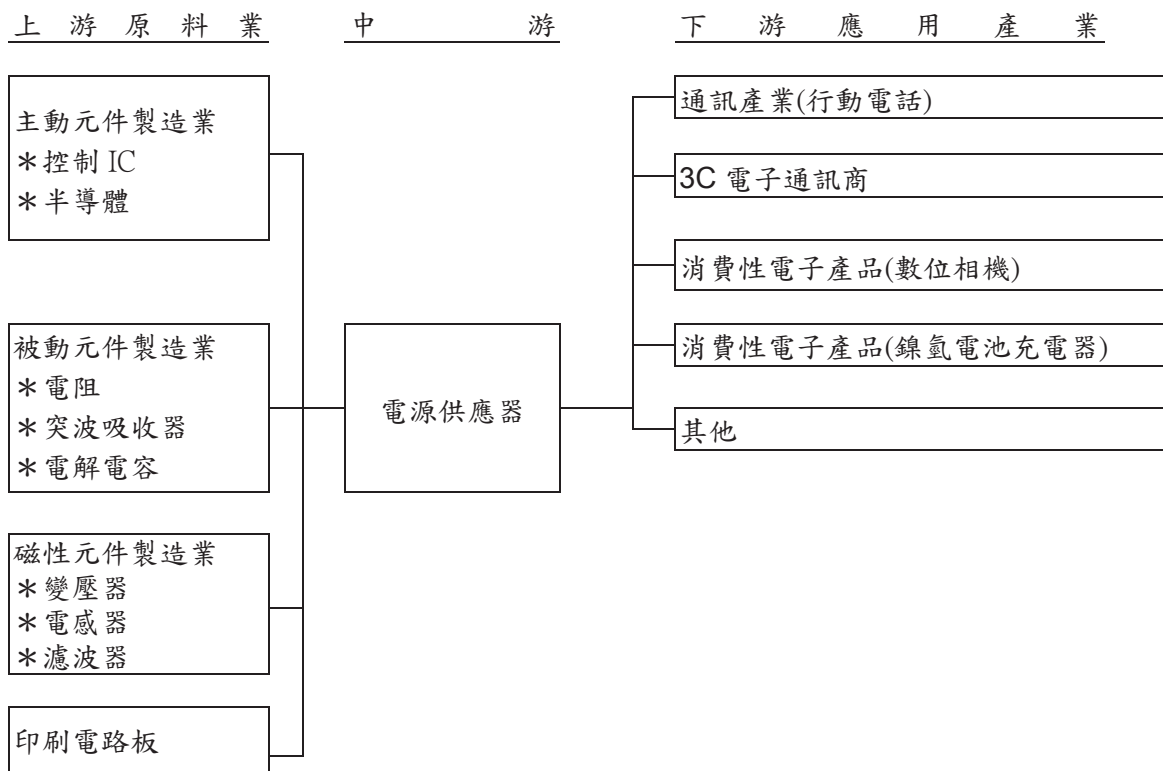 上游原料業
中游
下游應用產業
主動元件製造業
＊控制 IC
＊半導體
被動元件製造業
＊電阻
＊突波吸收器
＊電解電容
磁性元件製造業
＊變壓器
＊電感器
＊濾波器
印刷電路板
電源供應器
通訊產業(行動電話)
3C 電子通訊商
消費性電子產品(數位相機)
消費性電子產品(鎳氫電池充電器)
其他